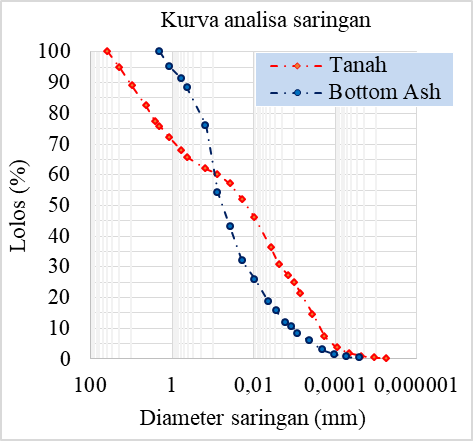 Kurva analisa saringan
Tanah
Bottom Ash
Lolos (%)
100
90
80
70
60
50
40
30
20
10
0
100 1 0,01 0,0001 0,000001
Diameter saringan (mm)